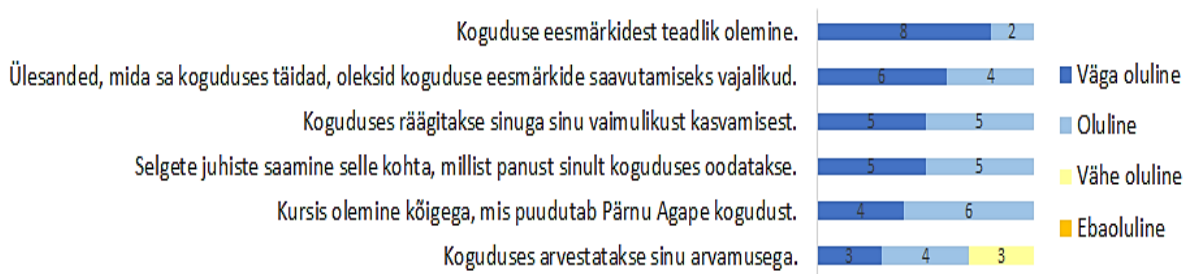 Koguduse eesmärkidest teadlik olemine. 8 2
Ülesanded, mida sa koguduses täidad, oleksid koguduse eesmärkide saavutamiseks vajalikud. 6 4
Koguduses räägitakse sinuga sinu vaimulikust kasvamisest. 5 5
Selgete juhiste saamine selle kohta, millist panust sinult koguduses oodatakse. 5 5
Kursis olemine kõigega, mis puudutab Pärnu Agape kogudust. 4 6
Koguduses arvestatakse sinu arvamusega. 3 4 3
Väga oluline
Oluline
Vähe oluline
Ebaoluline